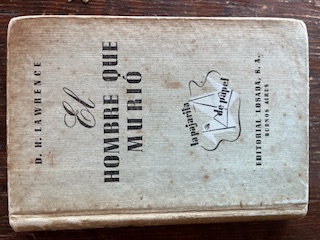 D. H. LAWRENCE
El
HOMBRE QUE
MURIÓ
la pajarita
de papel
EDITORIAL LOSADA, S. A.
BUENOS AIRES